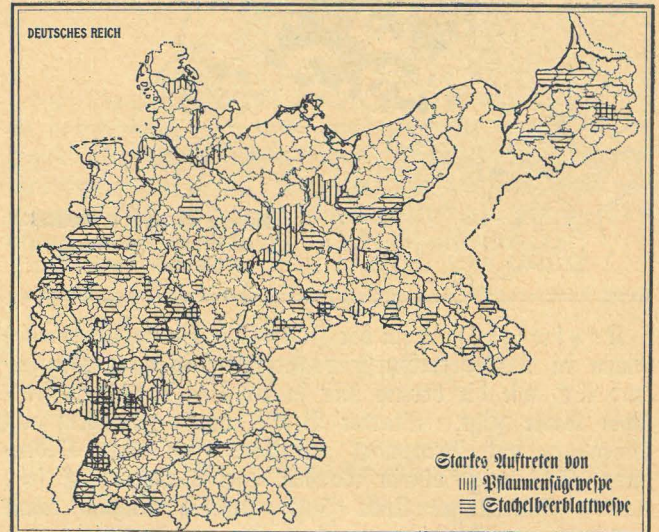 DEUTSCHES REICH
Starkes Auftreten von
Pflaumensägewespe
Stachelbeerblattwespe